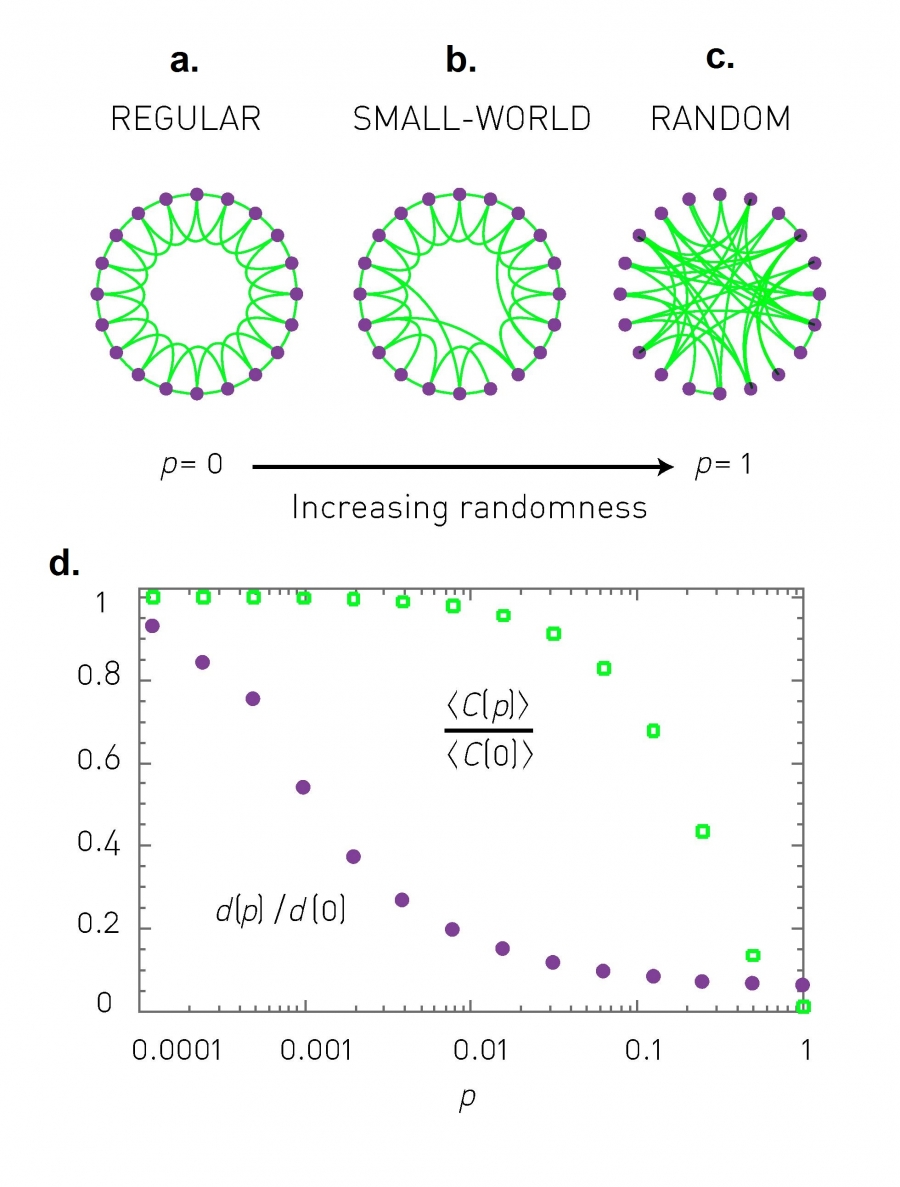 a.
b.
c.
REGULAR
SMALL-WORLD
RANDOM
p= 0
p= 1
Increasing randomness
d.
1
0.8
0.6
0.4
0.2
0
⟨C(p)⟩
⟨C(0)⟩
d(p) /d(0)
0.0001
0.001
0.01
0.1
1
p